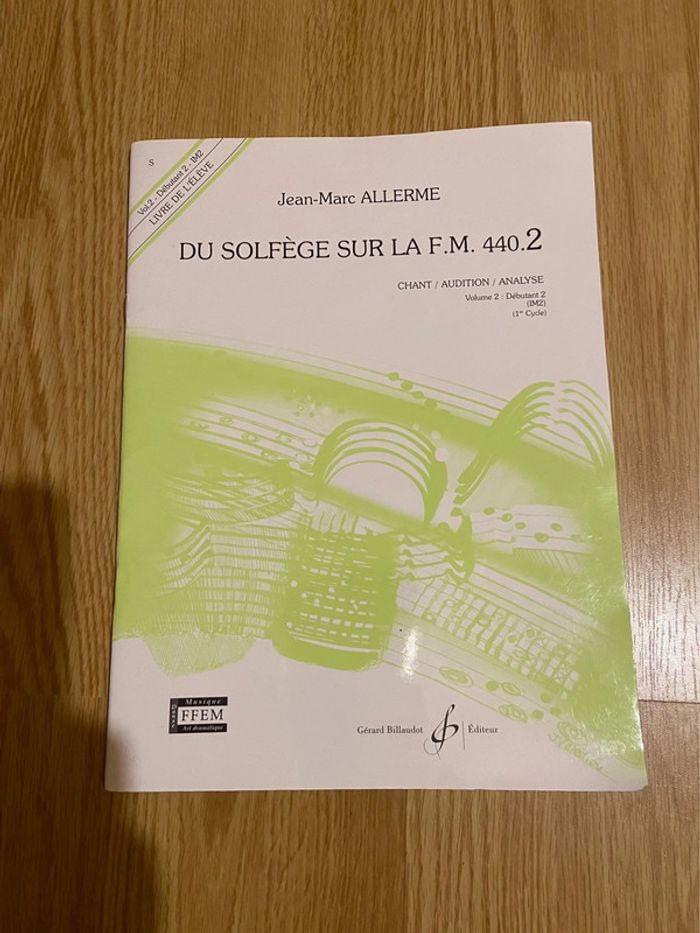 S
Vol.2 - Débutant 2 - IM2
LIVRE DE L'ÉLÈVE
Jean-Marc ALLERME
DU SOLFÈGE SUR LA F.M. 440.2
CHANT / AUDITION / ANALYSE
Volume 2 : Débutant 2
(IM2)
(1er Cycle)
Musique
Danse
FFEM
Art dramatique
Gérard Billaudot Éditeur